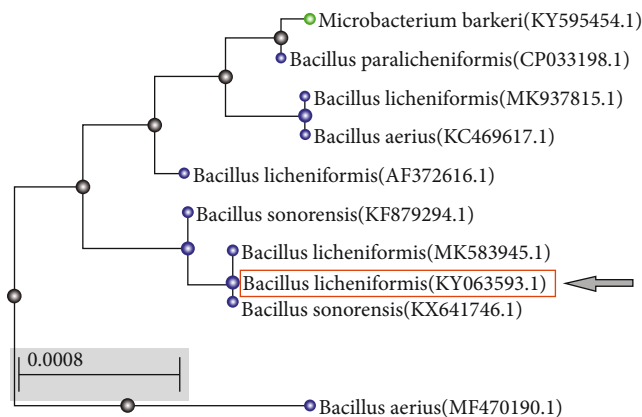 Microbacterium barkeri(KY595454.1)
Bacillus paralicheniformis(CP033198.1)
Bacillus licheniformis(MK937815.1)
Bacillus aerius(KC469617.1)
Bacillus licheniformis(AF372616.1)
Bacillus sonorensis(KF879294.1)
Bacillus licheniformis(MK583945.1)
Bacillus licheniformis(KY063593.1)
Bacillus sonorensis(KX641746.1)
0.0008
Bacillus aerius(MF470190.1)